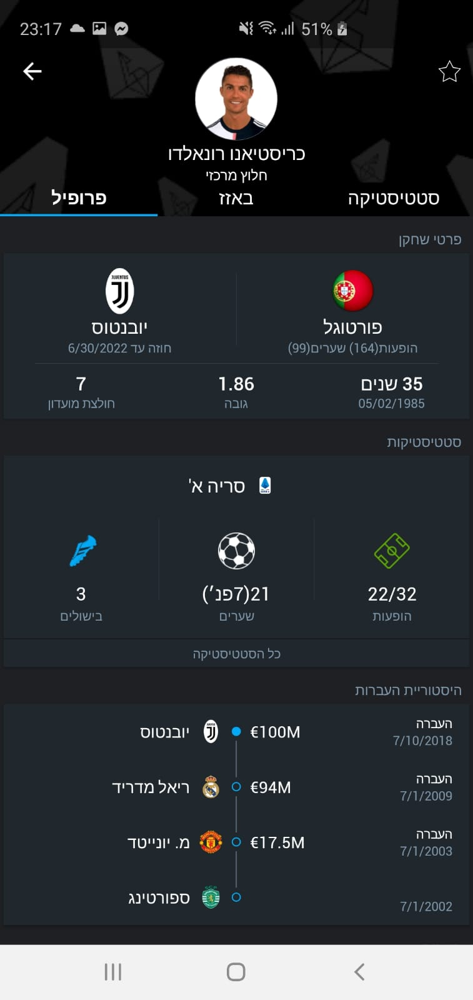 23:17 51%
כריסטיאנו רונאלדו
חלוץ מרכזי
סטטיסטיקה באזז פרופיל
פרטי שחקן
פורטוגל
הופעות(164) שערים(99)
JUVENTUS
יובנטוס
חוזה עד 6/30/2022
35 שנים 1.86 7
05/02/1985 גובה חולצת מועדון
סטטיסטיקות
סריה א'
22/32 21(7פנ') 3
הופעות שערים בישולים
כל הסטטיסטיקה
היסטוריית העברות
העברה
7/10/2018
€100M
יובנטוס
העברה
7/1/2009
€94M
ריאל מדריד
העברה
7/1/2003
€17.5M
מ. יונייטד
7/1/2002
ספורטינג